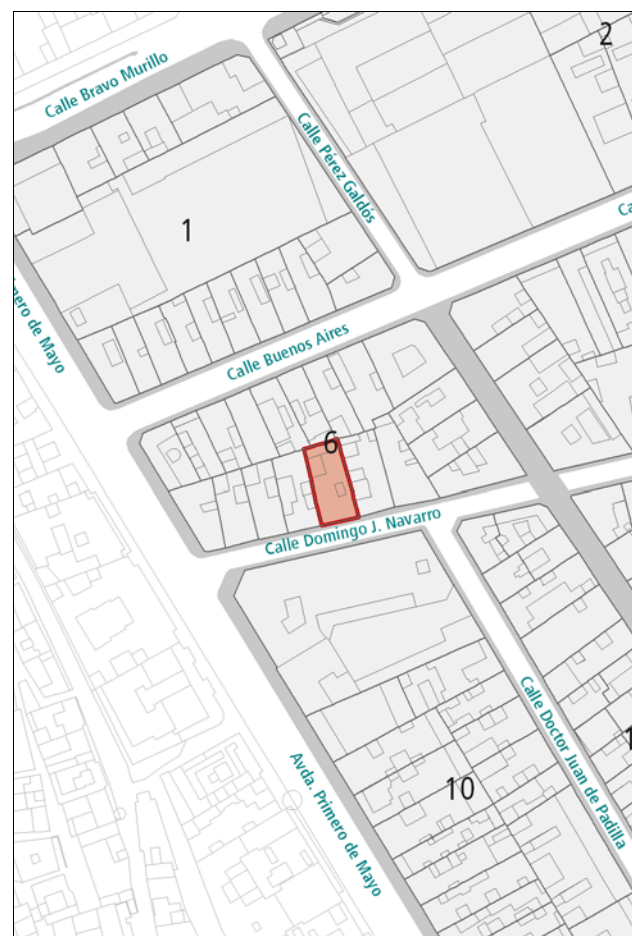 2
Calle Bravo Murillo
Calle Pérez Galdós
1
Primero de Mayo
Calle Buenos Aires
6
Calle Domingo J. Navarro
Calle Doctor Juan de Padilla
10
Avda. Primero de Mayo